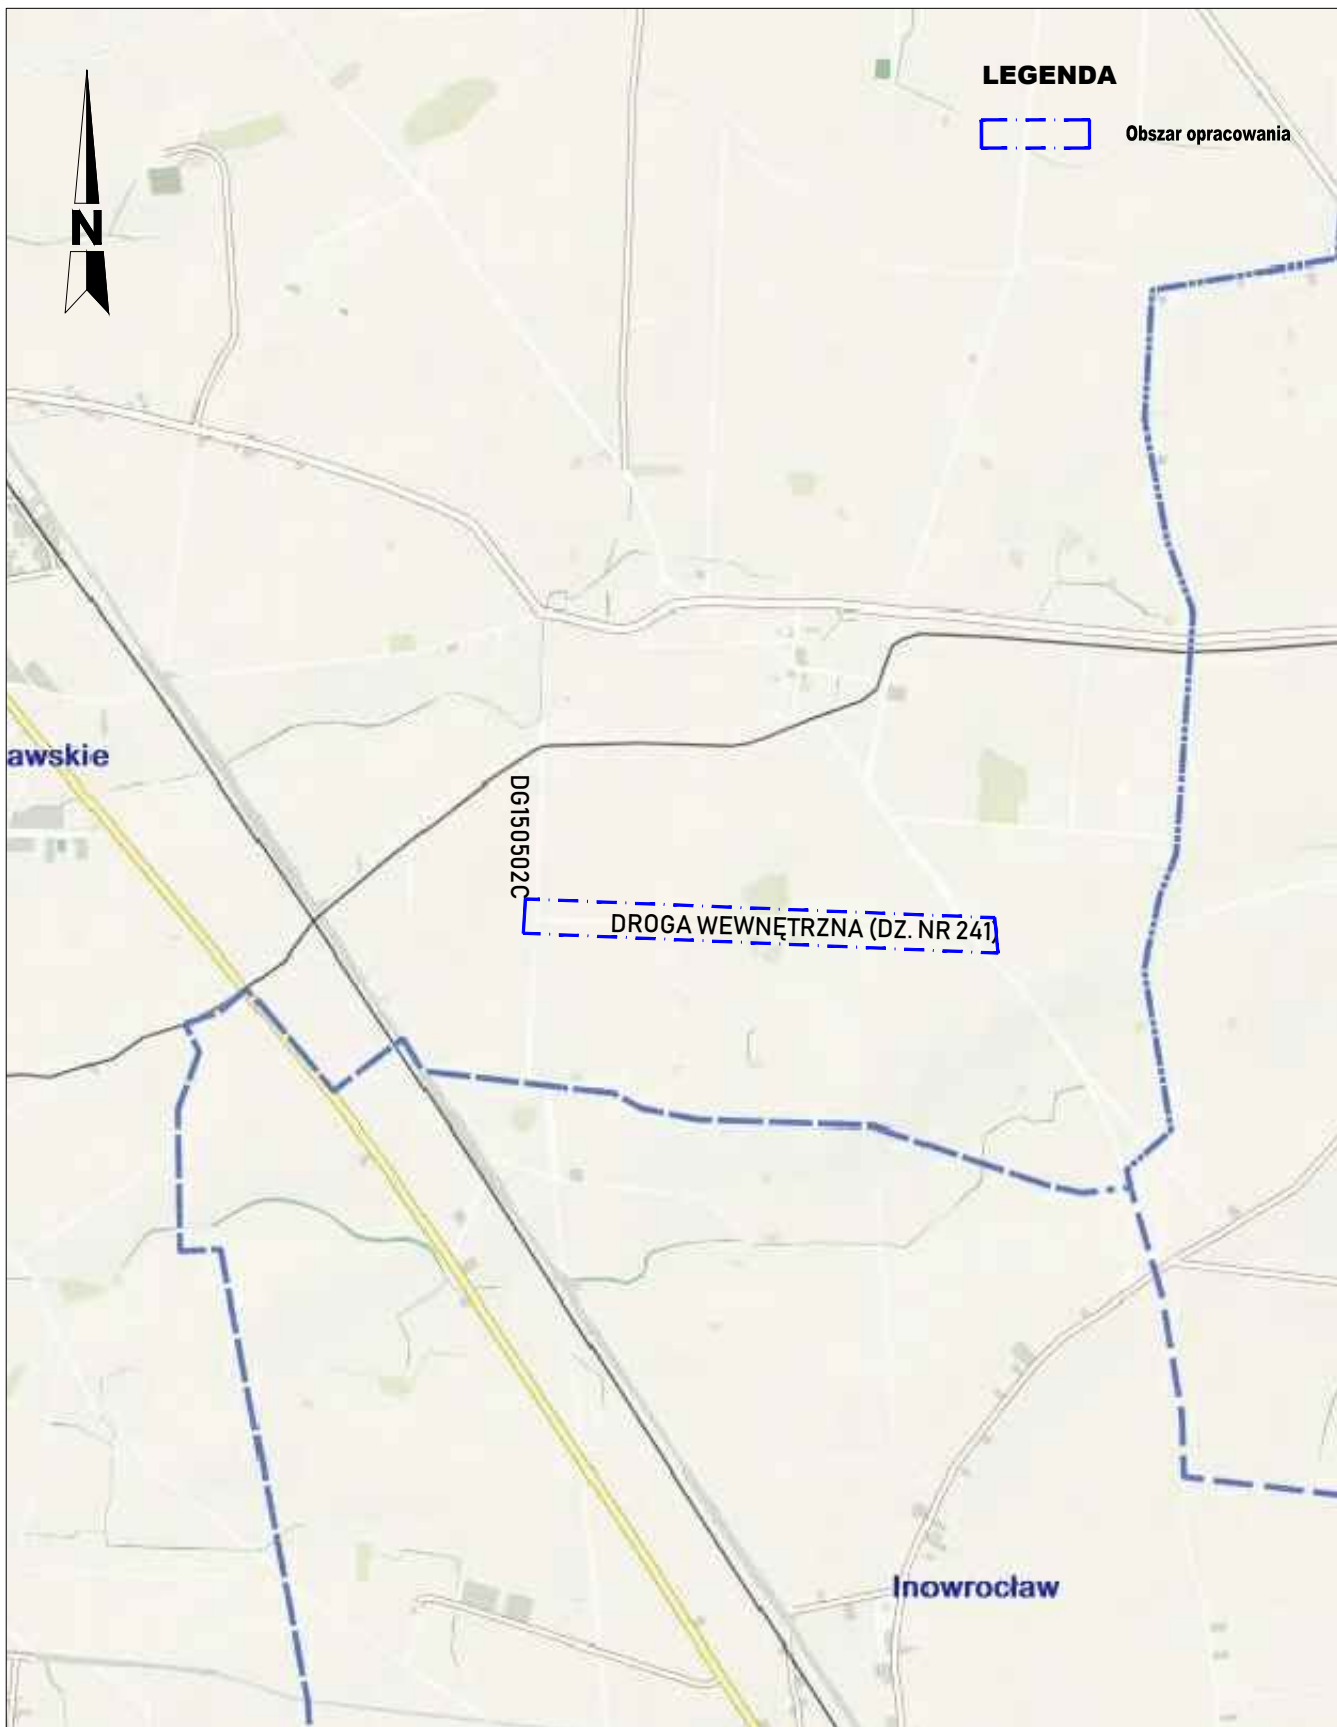 LEGENDA
Obszar opracowania
N
awskie
DG150502C
DROGA WEWNĘTRZNA (DZ. NR 241)
Inowrocław